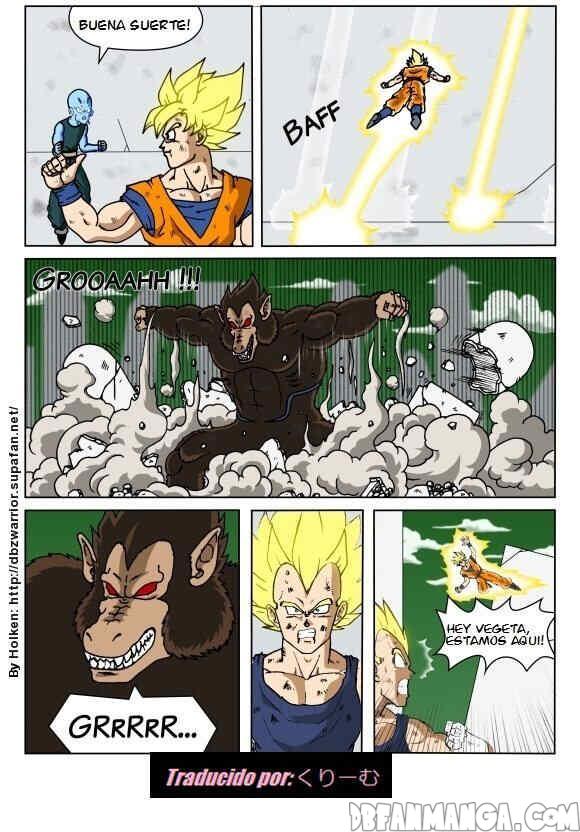 BUENA SUERTE!
BAFF
GROOAAHH !!!
GRRRRR...
HEY VEGETA,
ESTAMOS AQUI!
By Holken: http://dbzwarrior.supafan.net/
Traducido por: くりーむ
DBFANMANGA.COM